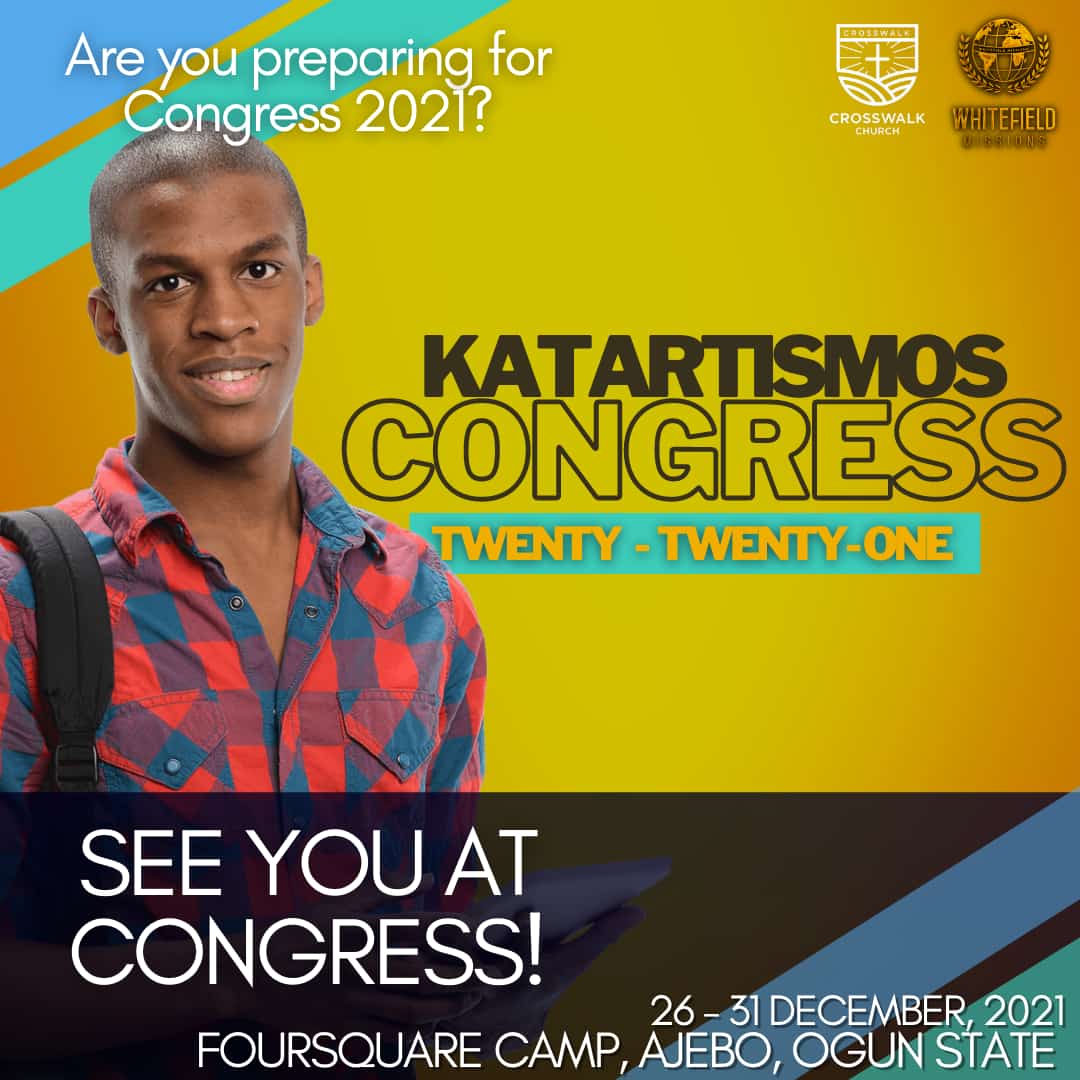 Are you preparing for
Congress 2021?
CROSSWALK
CROSSWALK
CHURCH
WHITEFIELD
MISSIONS
KATARTISMOS
CONGRESS
TWENTY - TWENTY-ONE
SEE YOU AT
CONGRESS!
26 - 31 DECEMBER, 2021
FOURSQUARE CAMP, AJEBO, OGUN STATE